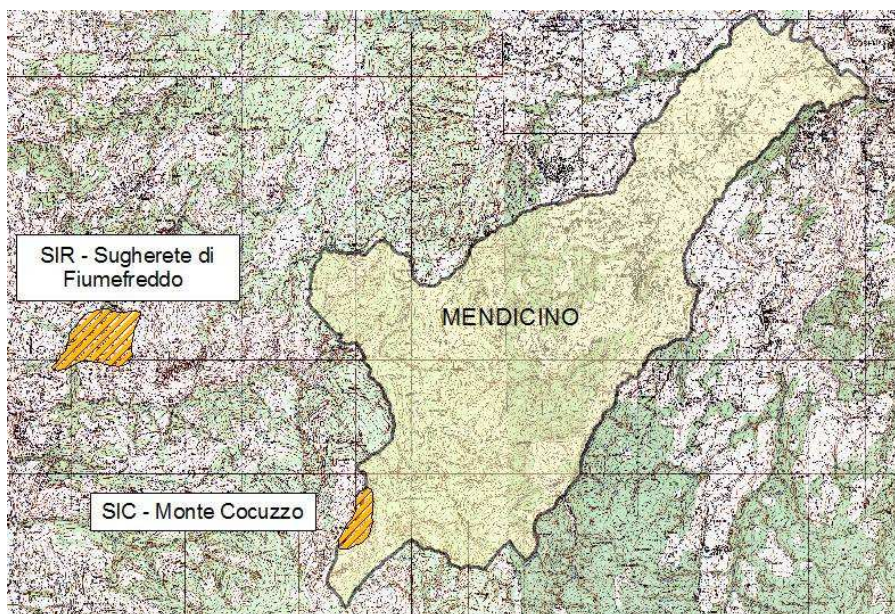 SIR - Sugherete di
Fiumefreddo
MENDICINO
SIC - Monte Cocuzzo